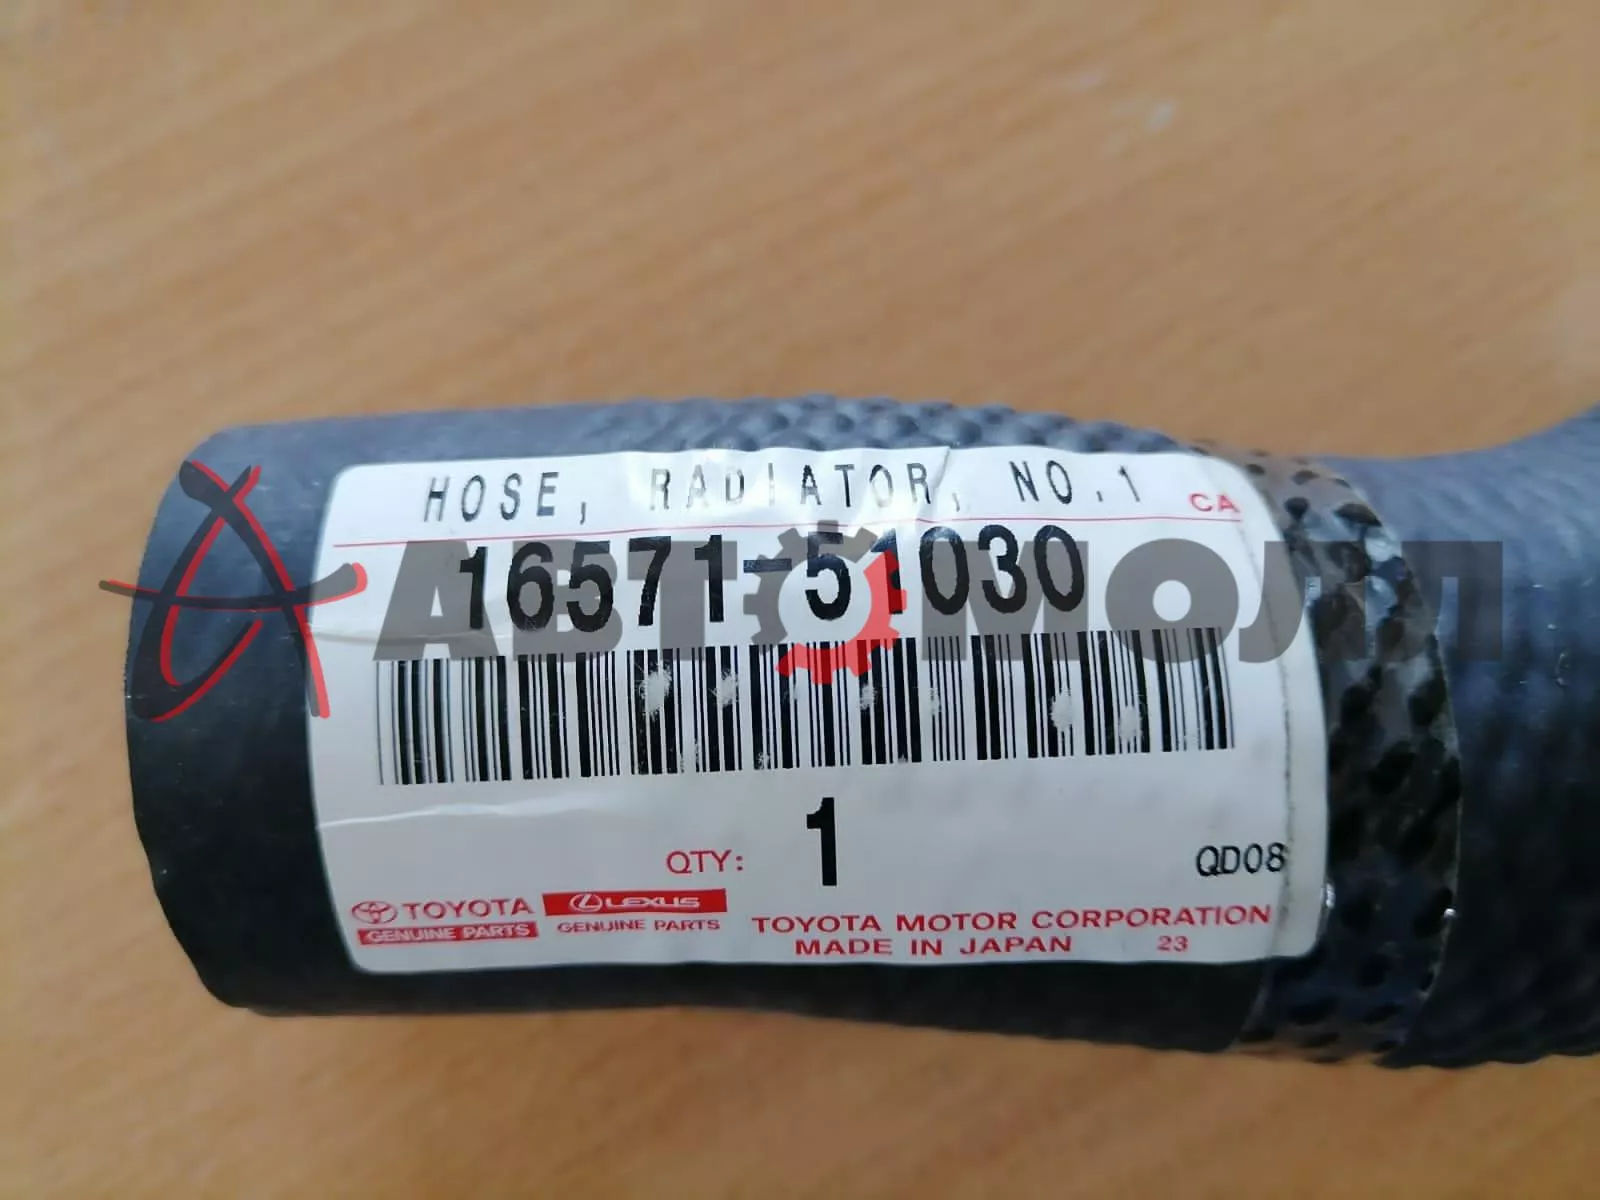 HOSE, RADIATOR, NO.1
CA
16571-51030
АВТОМОЛЛ
QTY: 1
QD08
TOYOTA
GENUINE PARTS
LEXUS
GENUINE PARTS
TOYOTA MOTOR CORPORATION
MADE IN JAPAN 23